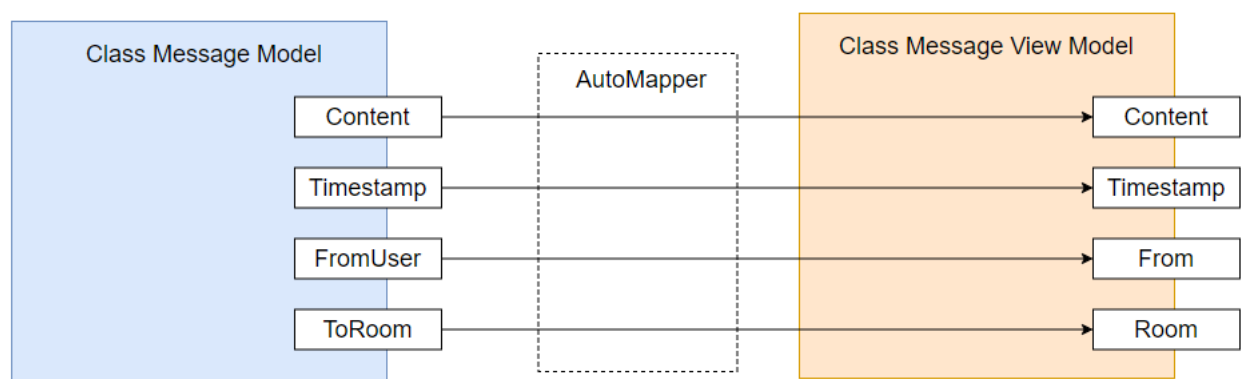 Class Message Model
AutoMapper
Class Message View Model
Content
Content
Timestamp
Timestamp
FromUser
From
ToRoom
Room